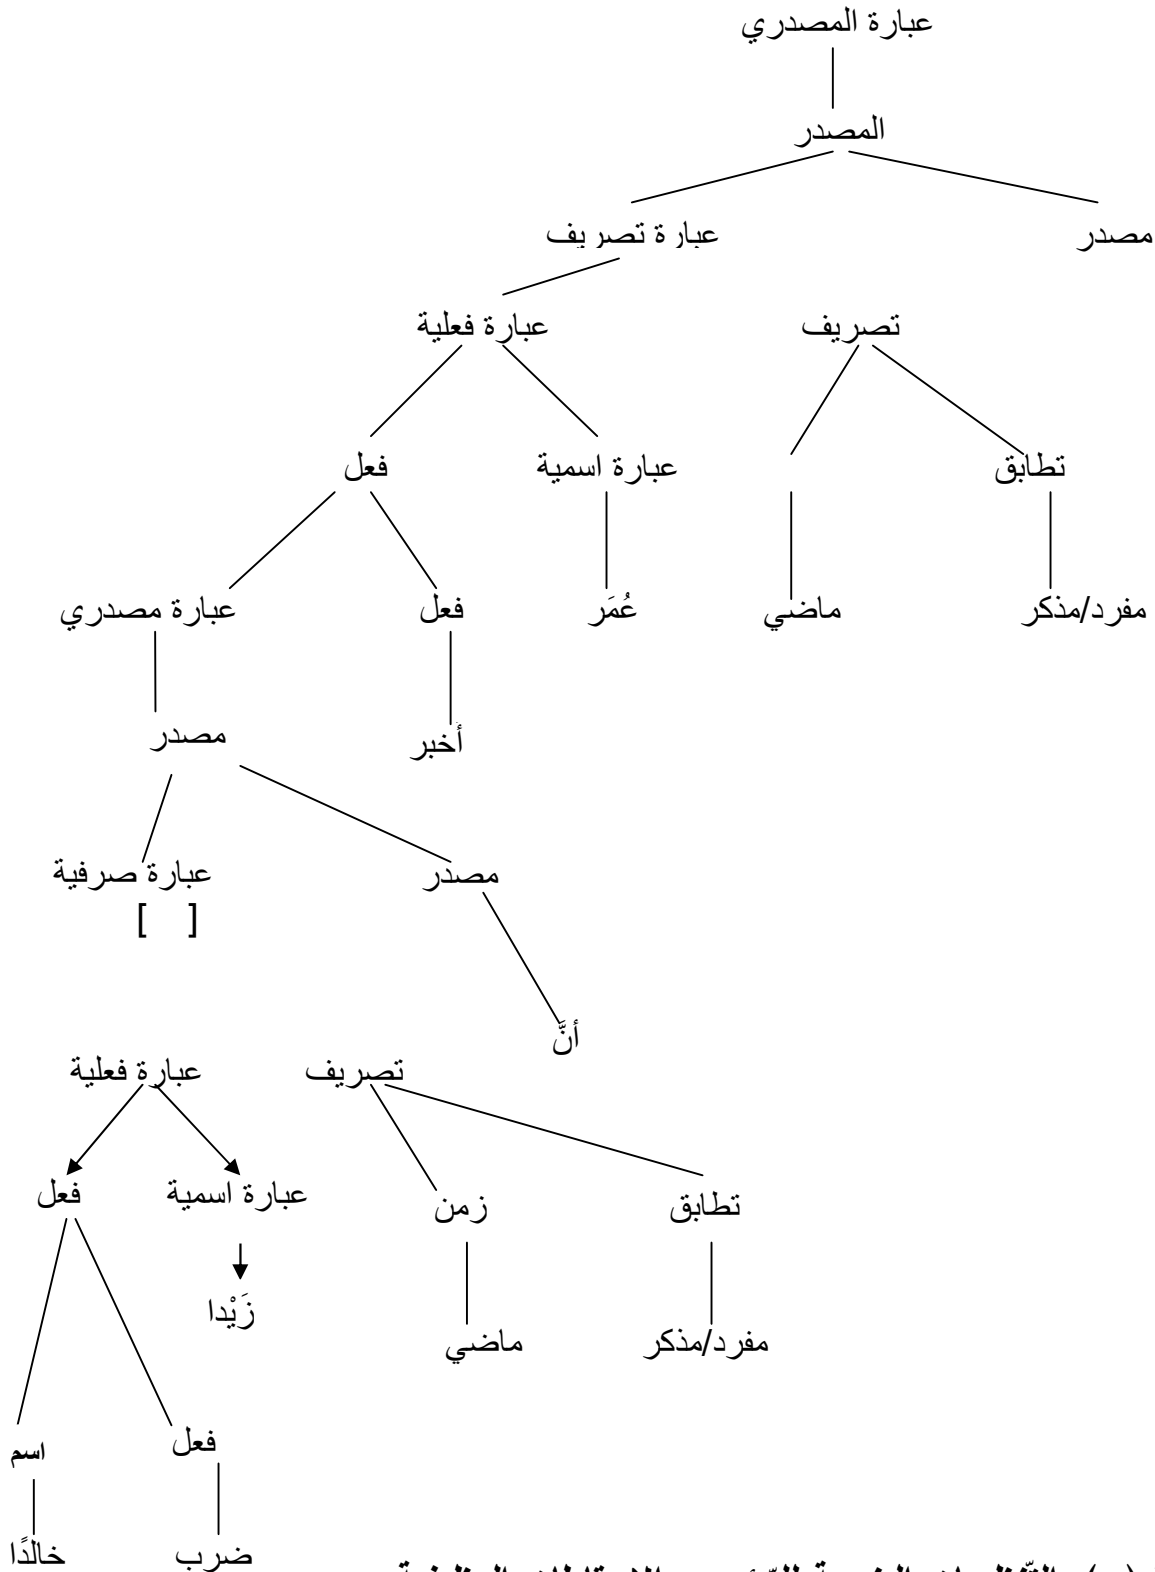 عبارة المصدري
المصدر
مصدر عبارة تصريف
تصريف عبارة فعلية
تطابق عبارة اسمية فعل
مفرد/مذكر ماضي عُمَر فعل عبارة مصدري
أخبر مصدر
مصدر عبارة صرفية
[ ]
أنَّ
تصريف عبارة فعلية
تطابق زمن عبارة اسمية فعل
زَيْدا
مفرد/مذكر ماضي
فعل اسم
ضرب خالدًا